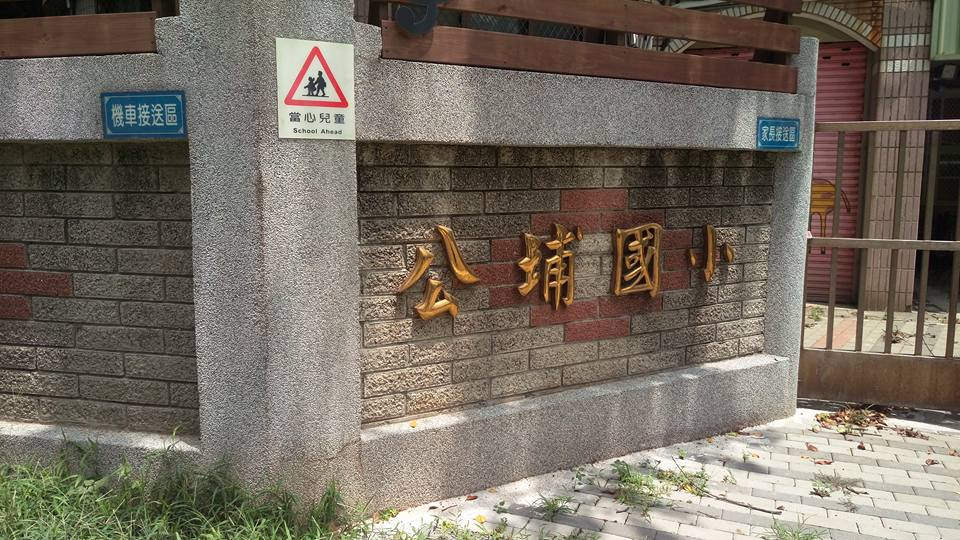 機車接送區
當心兒童
School Ahead
家長接送區
公埔國小